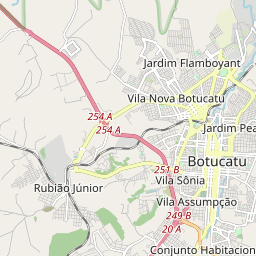 Jardim Flamboyant
Vila Nova Botucatu
254 A
254 A
Jardim Pea
Botucatu
251 B
Vila Sônia
Rubião Júnior
Vila Assumpção
249 B
20 A
Conjunto Habitacion